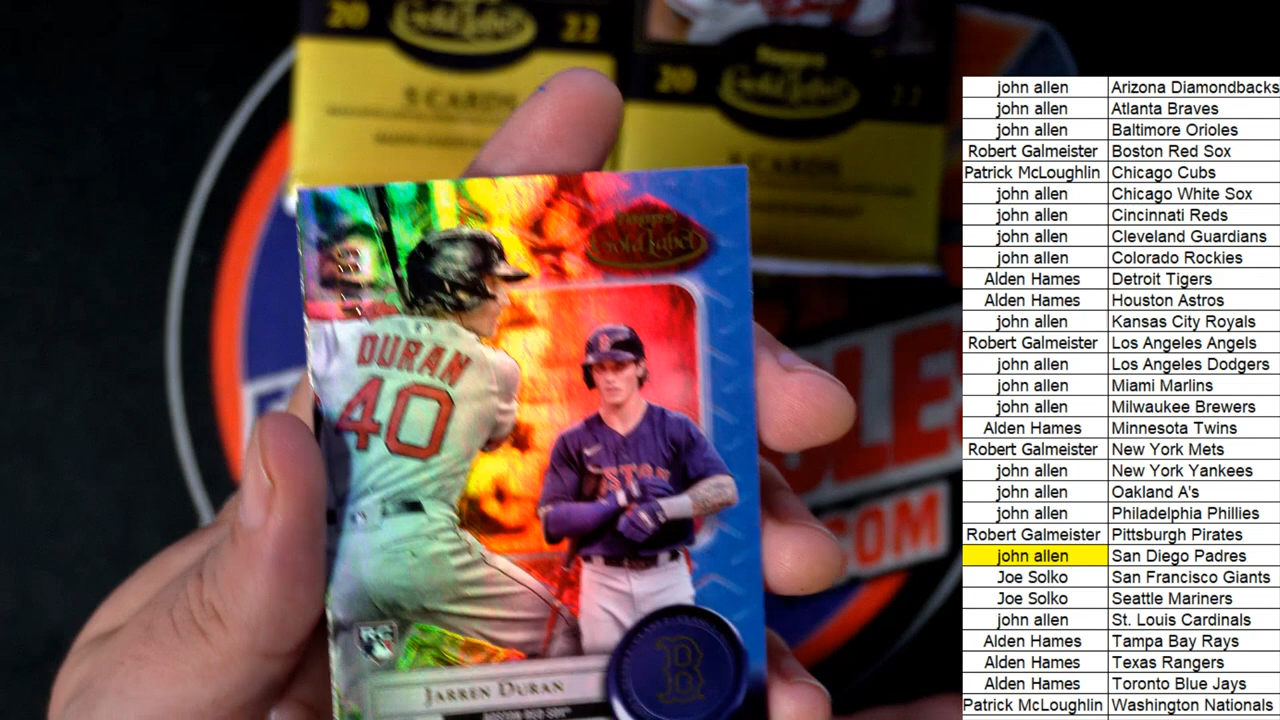 20 Gold Label 22
5 CARDS
Topps
20 Gold Label 22
CARDS
Topps
Gold Label
DURAN
40
RC
B
JARREN DURAN
BOSTON RED SOX
.COM
john allen Arizona Diamondbacks
john allen Atlanta Braves
john allen Baltimore Orioles
Robert Galmeister Boston Red Sox
Patrick McLoughlin Chicago Cubs
john allen Chicago White Sox
john allen Cincinnati Reds
john allen Cleveland Guardians
john allen Colorado Rockies
Alden Hames Detroit Tigers
Alden Hames Houston Astros
john allen Kansas City Royals
Robert Galmeister Los Angeles Angels
john allen Los Angeles Dodgers
john allen Miami Marlins
john allen Milwaukee Brewers
Alden Hames Minnesota Twins
Robert Galmeister New York Mets
john allen New York Yankees
john allen Oakland A's
john allen Philadelphia Phillies
Robert Galmeister Pittsburgh Pirates
john allen San Diego Padres
Joe Solko San Francisco Giants
Joe Solko Seattle Mariners
john allen St. Louis Cardinals
Alden Hames Tampa Bay Rays
Alden Hames Texas Rangers
Alden Hames Toronto Blue Jays
Patrick McLoughlin Washington Nationals